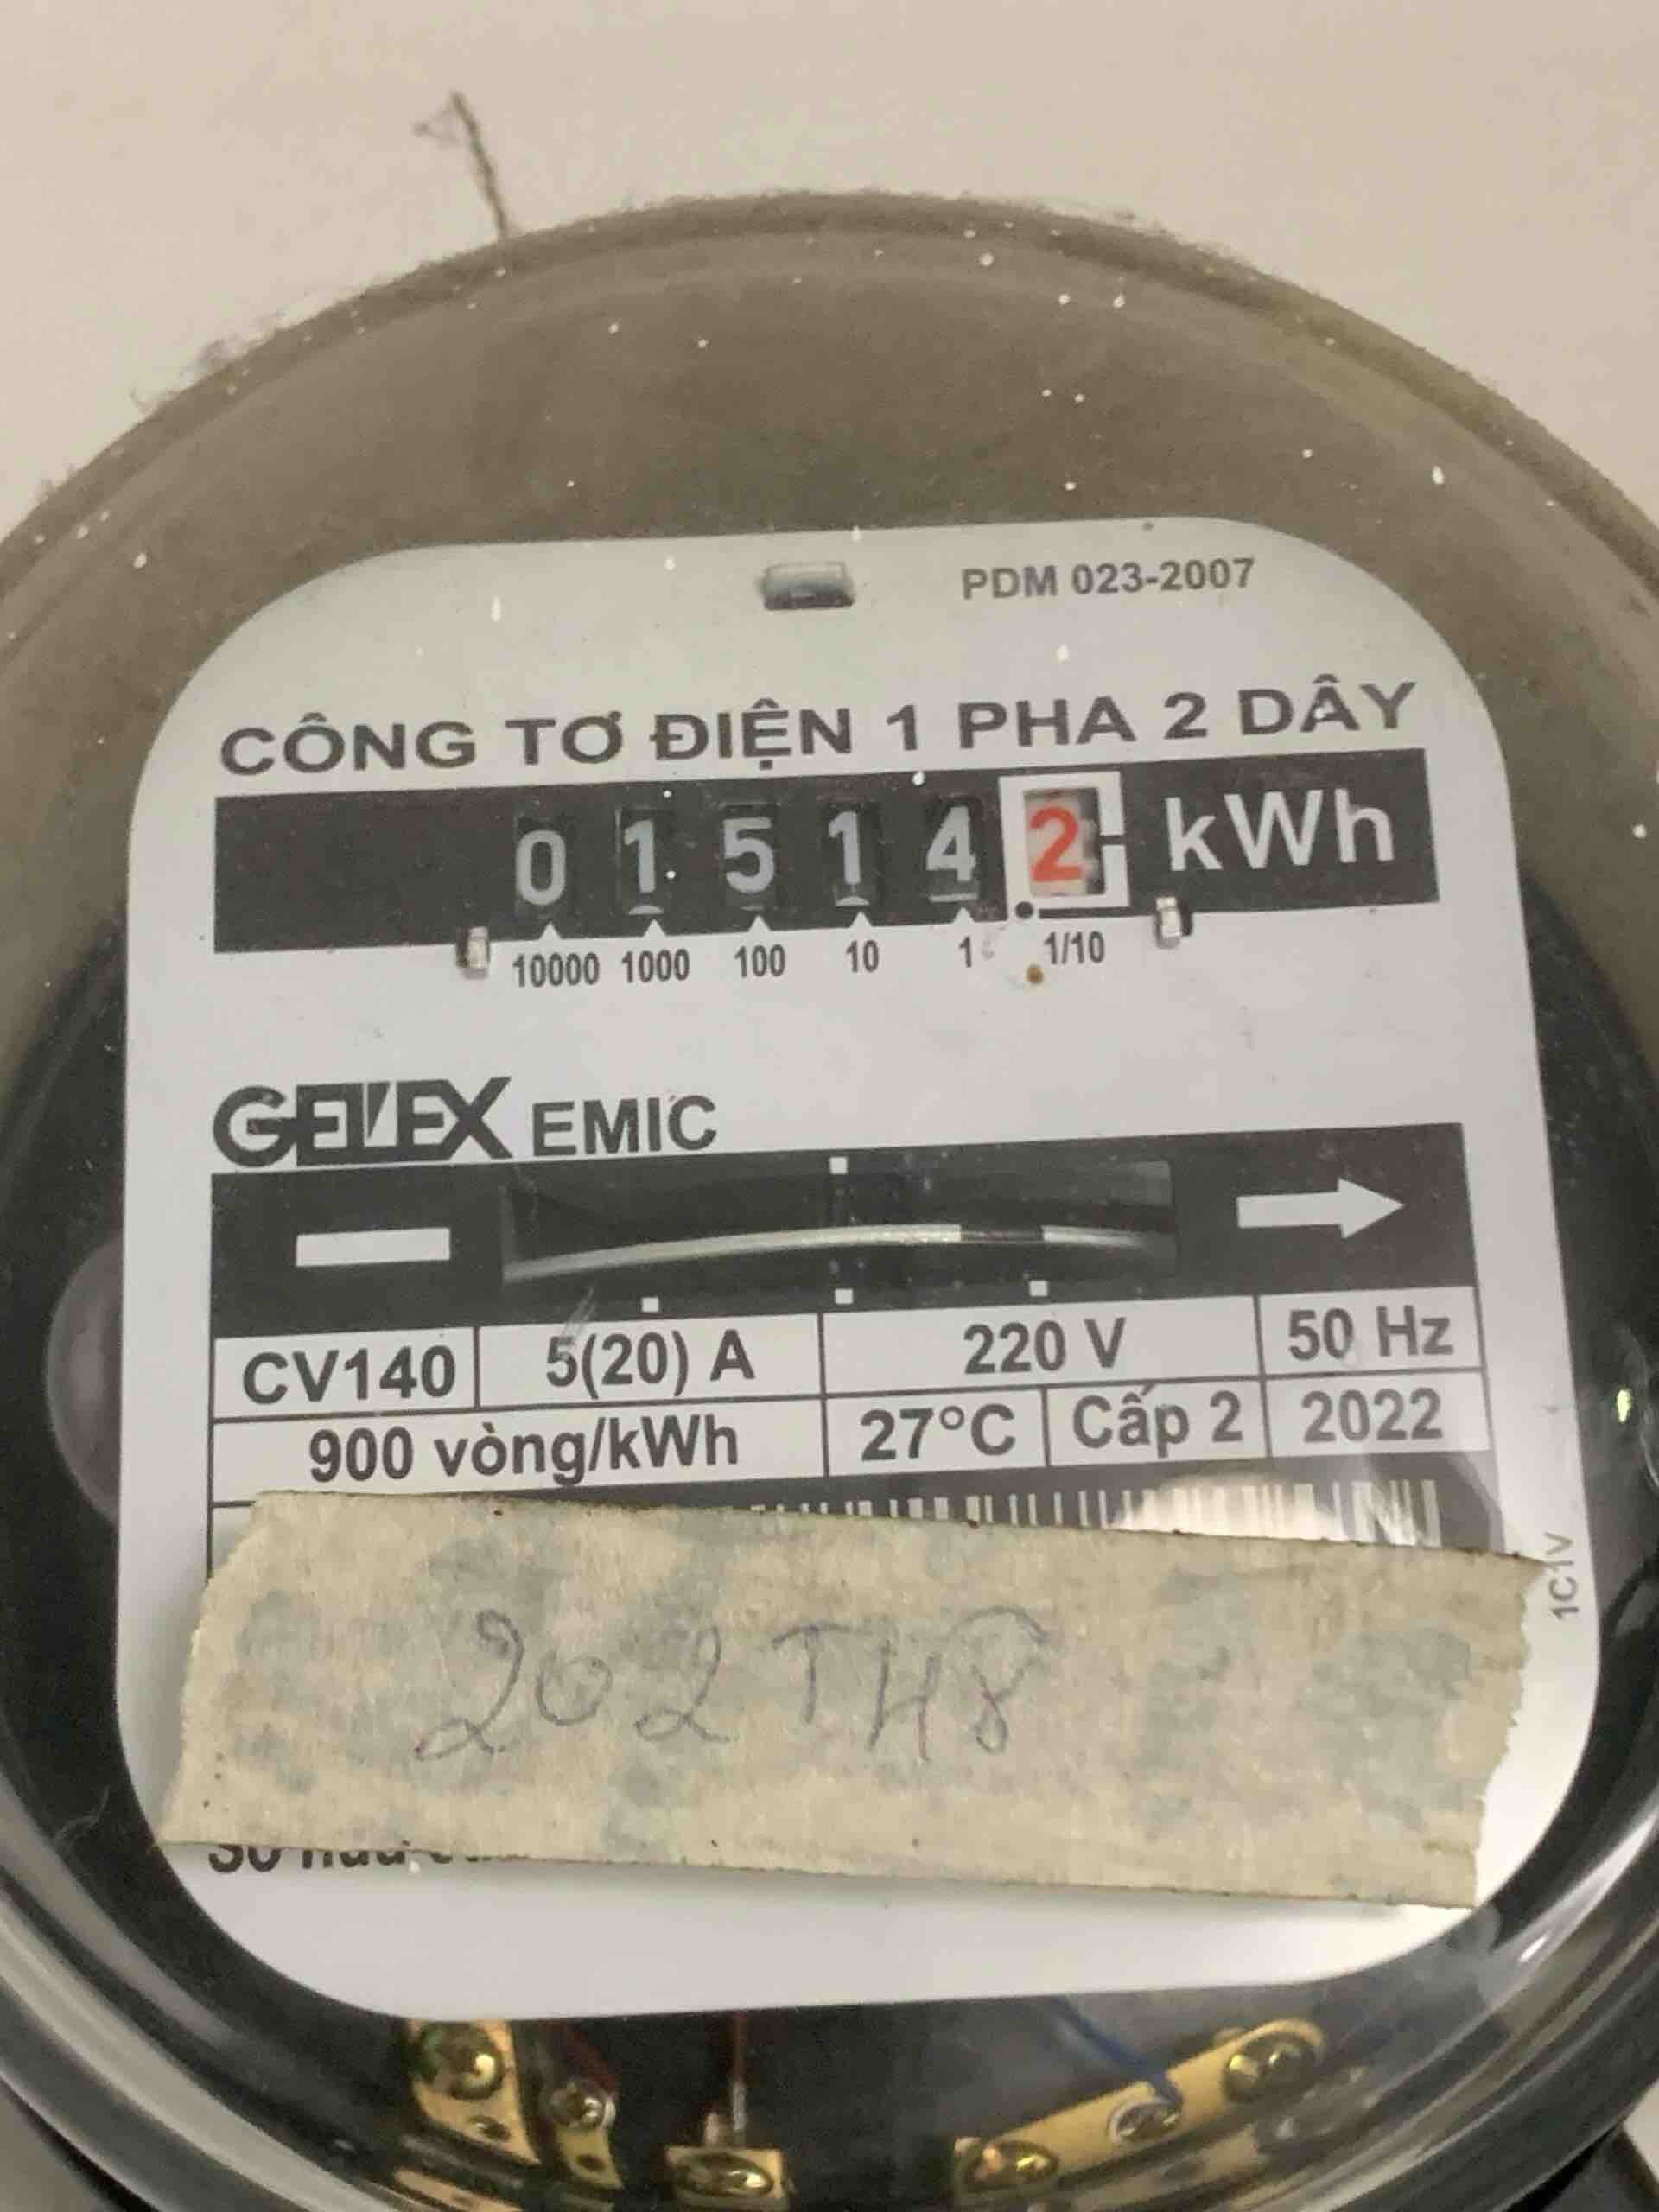 PDM 023-2007
CÔNG TƠ ĐIỆN 1 PHA 2 DÂY
0 1 5 1 4 2 kWh
10000 1000 100 10 1 1/10
GELEX EMIC
CV140 5(20) A 220 V 50 Hz
900 vòng/kWh 27°C Cấp 2 2022
1C1V
202TH8